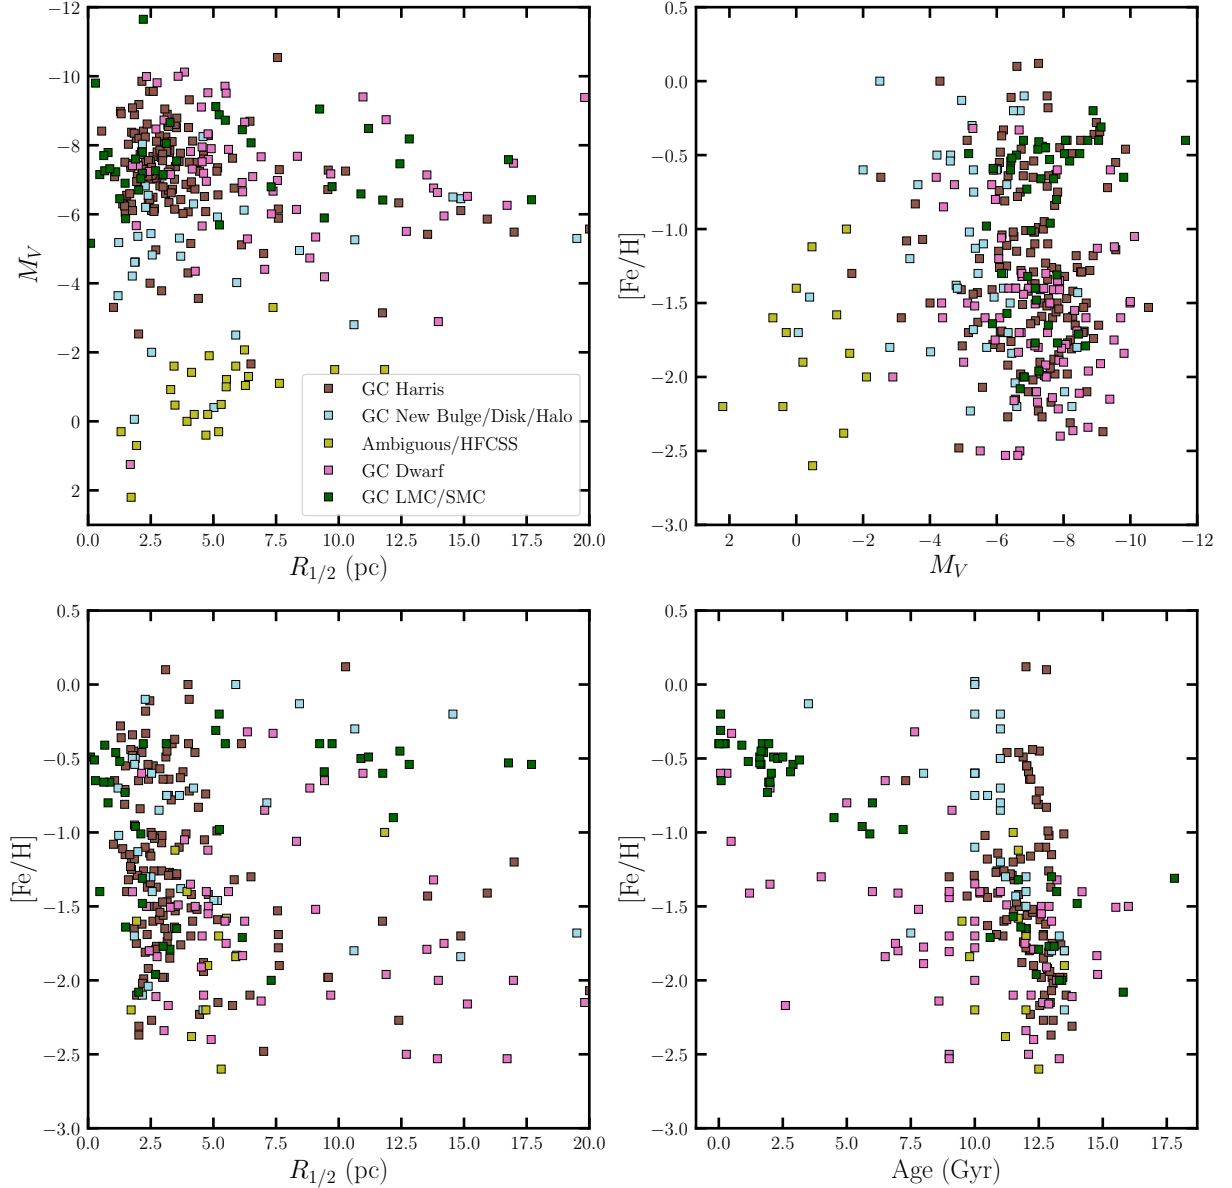 −12
−10
−8
−6
−4
−2
0
2
M_V
0.0 2.5 5.0 7.5 10.0 12.5 15.0 17.5 20.0
R_{1/2} (pc)
GC Harris
GC New Bulge/Disk/Halo
Ambiguous/HFCSS
GC Dwarf
GC LMC/SMC
0.5
0.0
−0.5
−1.0
−1.5
−2.0
−2.5
−3.0
[Fe/H]
2 0 −2 −4 −6 −8 −10 −12
M_V
0.5
0.0
−0.5
−1.0
−1.5
−2.0
−2.5
−3.0
[Fe/H]
0.0 2.5 5.0 7.5 10.0 12.5 15.0 17.5 20.0
R_{1/2} (pc)
0.5
0.0
−0.5
−1.0
−1.5
−2.0
−2.5
−3.0
[Fe/H]
0.0 2.5 5.0 7.5 10.0 12.5 15.0 17.5
Age (Gyr)